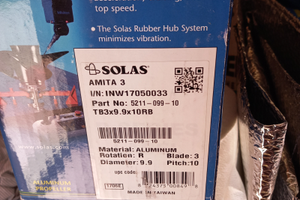 top speed.
• The Solas Rubber Hub System
minimizes vibration.
SOLAS®
AMITA 3
I/N: INW17050033
Part No: 5211-099-10
TB3x9.9x10RB
5211-099-10
Material: ALUMINUM
Rotation: R Blade: 3
Diameter: 9.9 Pitch: 10
upc code:
MADE IN TAIWAN
ALUMINUM
PROPELLER